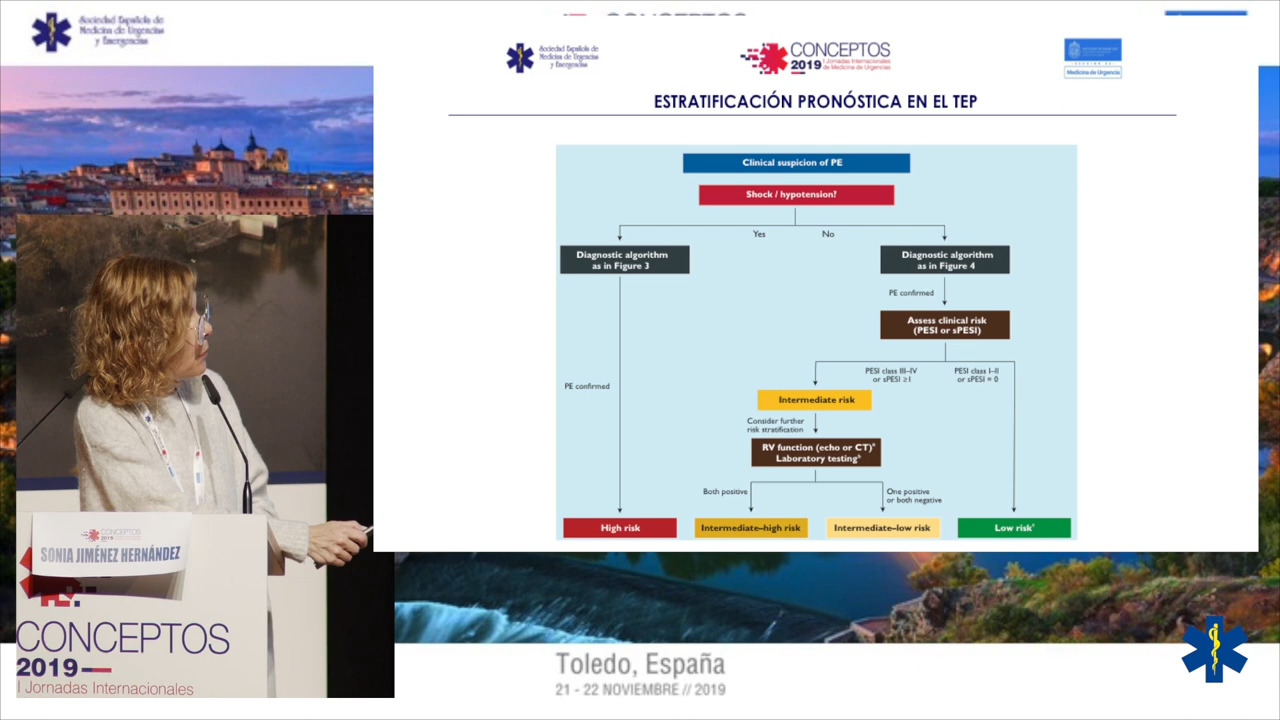 Sociedad Española de
Medicina de Urgencias
y Emergencias
Sociedad Española de
Medicina de Urgencias
y Emergencias
CONCEPTOS
2019
I Jornadas Internacionales
de Medicina de Urgencias
Medicina de Urgencia
ESTRATIFICACIÓN PRONÓSTICA EN EL TEP
Clinical suspicion of PE
Shock / hypotension?
Yes
No
Diagnostic algorithm
as in Figure 3
Diagnostic algorithm
as in Figure 4
PE confirmed
Assess clinical risk
(PESI or sPESI)
PESI class III–IV
or sPESI ≥1
PESI class I–II
or sPESI = 0
PE confirmed
Intermediate risk
Consider further
risk stratification
RV function (echo or CT)ᵃ
Laboratory testingᵇ
Both positive
One positive
or both negative
High risk
Intermediate–high risk
Intermediate–low risk
Low riskᶜ
CONCEPTOS
2019
SONIA JIMÉNEZ HERNÁNDEZ
CONCEPTOS
2019
I Jornadas Internacionales
Toledo, España
21 - 22 NOVIEMBRE // 2019